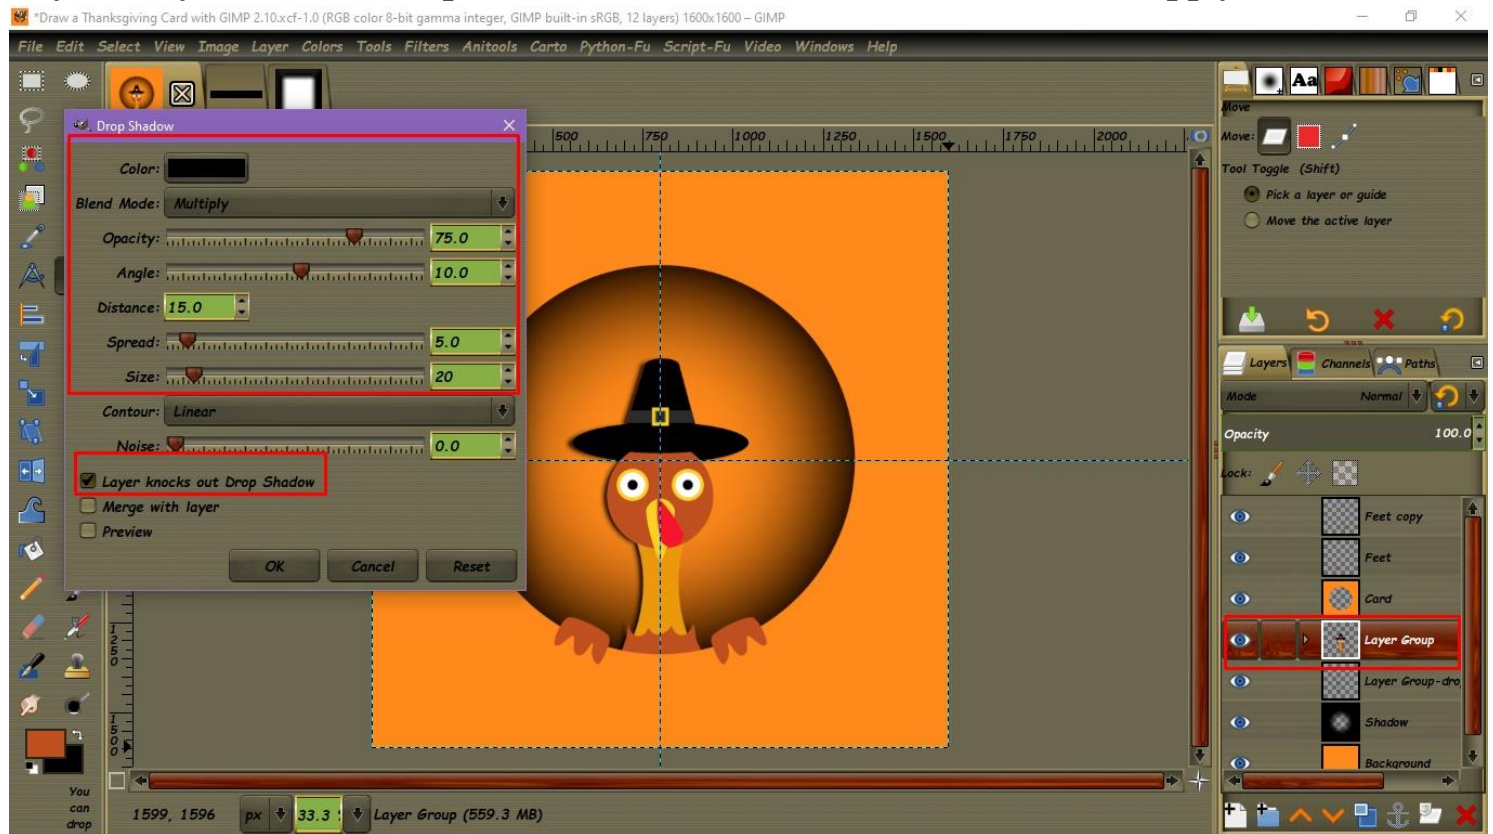 *Draw a Thanksgiving Card with GIMP 2.10.xcf-1.0 (RGB color 8-bit gamma integer, GIMP built-in sRGB, 12 layers) 1600x1600 – GIMP
File Edit Select View Image Layer Colors Tools Filters Anitools Carto Python-Fu Script-Fu Video Windows Help
Drop Shadow
Color:
Blend Mode: Multiply
Opacity: 75.0
Angle: 10.0
Distance: 15.0
Spread: 5.0
Size: 20
Contour: Linear
Noise: 0.0
Layer knocks out Drop Shadow
Merge with layer
Preview
OK Cancel Reset
500 750 1000 1250 1500 1750 2000
1250
1500
Aa
Move
Move:
Tool Toggle (Shift)
Pick a layer or guide
Move the active layer
Layers Channels Paths
Mode Normal
Opacity 100.0
Lock:
Feet copy
Feet
Card
Layer Group
Layer Group-dro
Shadow
Background
You
can
drop
1599, 1596 px 33.3 Layer Group (559.3 MB)